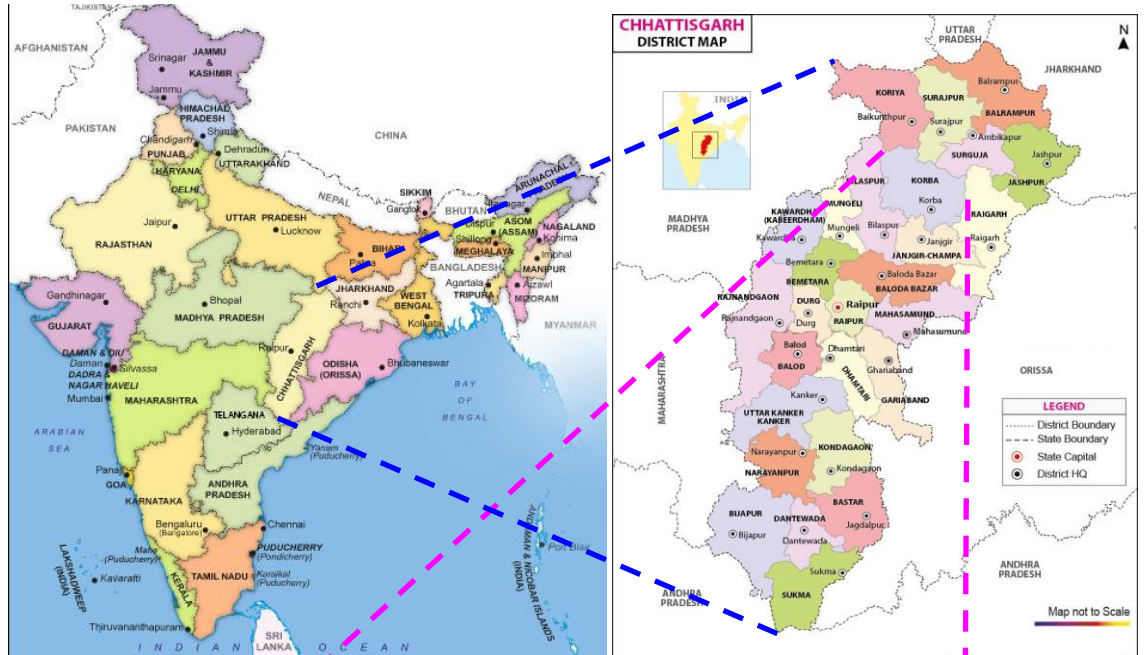 TAJIKISTAN
AFGHANISTAN
JAMMU
&
KASHMIR
Srinagar
Jammu
HIMACHAL
PRADESH
PAKISTAN
CHINA
Chandigarh
Shimla
PUNJAB
Dehradun
UTTARAKHAND
HARYANA
DELHI
NEPAL
SIKKIM
Gangtok
BHUTAN
ARUNACHAL
Jaipur
UTTAR PRADESH
Lucknow
RAJASTHAN
Dispur
ASOM
(ASSAM)
NAGALAND
Kohima
Shillong
MEGHALAYA
Imphal
MANIPUR
BIHAR
Patna
BANGLADESH
Agartala
TRIPURA
Aizawl
MIZORAM
JHARKHAND
Ranchi
WEST
BENGAL
Kolkata
MYANMAR
Gandhinagar
GUJARAT
Bhopal
MADHYA PRADESH
CHHATTISGARH
Raipur
ODISHA
(ORISSA)
Bhubaneswar
DAMAN & DIU
Daman
Silvassa
DADRA &
NAGAR HAVELI
Mumbai
MAHARASHTRA
BAY
OF
BENGAL
TELANGANA
Hyderabad
ARABIAN
SEA
Yanam
(Puducherry)
Panaji
GOA
KARNATAKA
ANDHRA
PRADESH
Bengaluru
(Bangalore)
Chennai
PUDUCHERRY
(Pondicherry)
Mahe
(Puducherry)
Karaikal
(Puducherry)
TAMIL NADU
KERALA
LAKSHADWEEP
(INDIA)
Kavaratti
ANDAMAN & NICOBAR ISLANDS
(INDIA)
Port Blair
Thiruvananthapuram
SRI
LANKA
INDIAN OCEAN
CHHATTISGARH
DISTRICT MAP
UTTAR
PRADESH
N
JHARKHAND
INDIA
KORIYA
Baikunthpur
SURAJPUR
Surajpur
Balrampur
BALRAMPUR
Ambikapur
SURGUJA
Jashpur
JASHPUR
MADHYA
PRADESH
KORBA
Korba
KAWARDH
(KABEERDHAM)
Kawardha
MUNGELI
Mungeli
Bilaspur
RAIGARH
Raigarh
Janjgir
JANJGIR-CHAMPA
Bemetara
BEMETARA
Baloda Bazar
BALODA BAZAR
RAJNANDGAON
Rajnandgaon
DURG
Durg
Raipur
RAIPUR
MAHASAMUND
Mahasumund
Balod
BALOD
Dhamtari
DHAMTARI
Ghariaband
GARIABAND
MAHARASHTRA
ORISSA
Kanker
UTTAR KANKER
KANKER
KONDAGAON
Kondagaon
Narayanpur
NARAYANPUR
BIJAPUR
Bijapur
DANTEWADA
Dantewada
BASTAR
Jagdalpur
Sukma
SUKMA
ANDHRA
PRADESH
ANDHRA
PRADESH
LEGEND
District Boundary
State Boundary
State Capital
District HQ
Map not to Scale